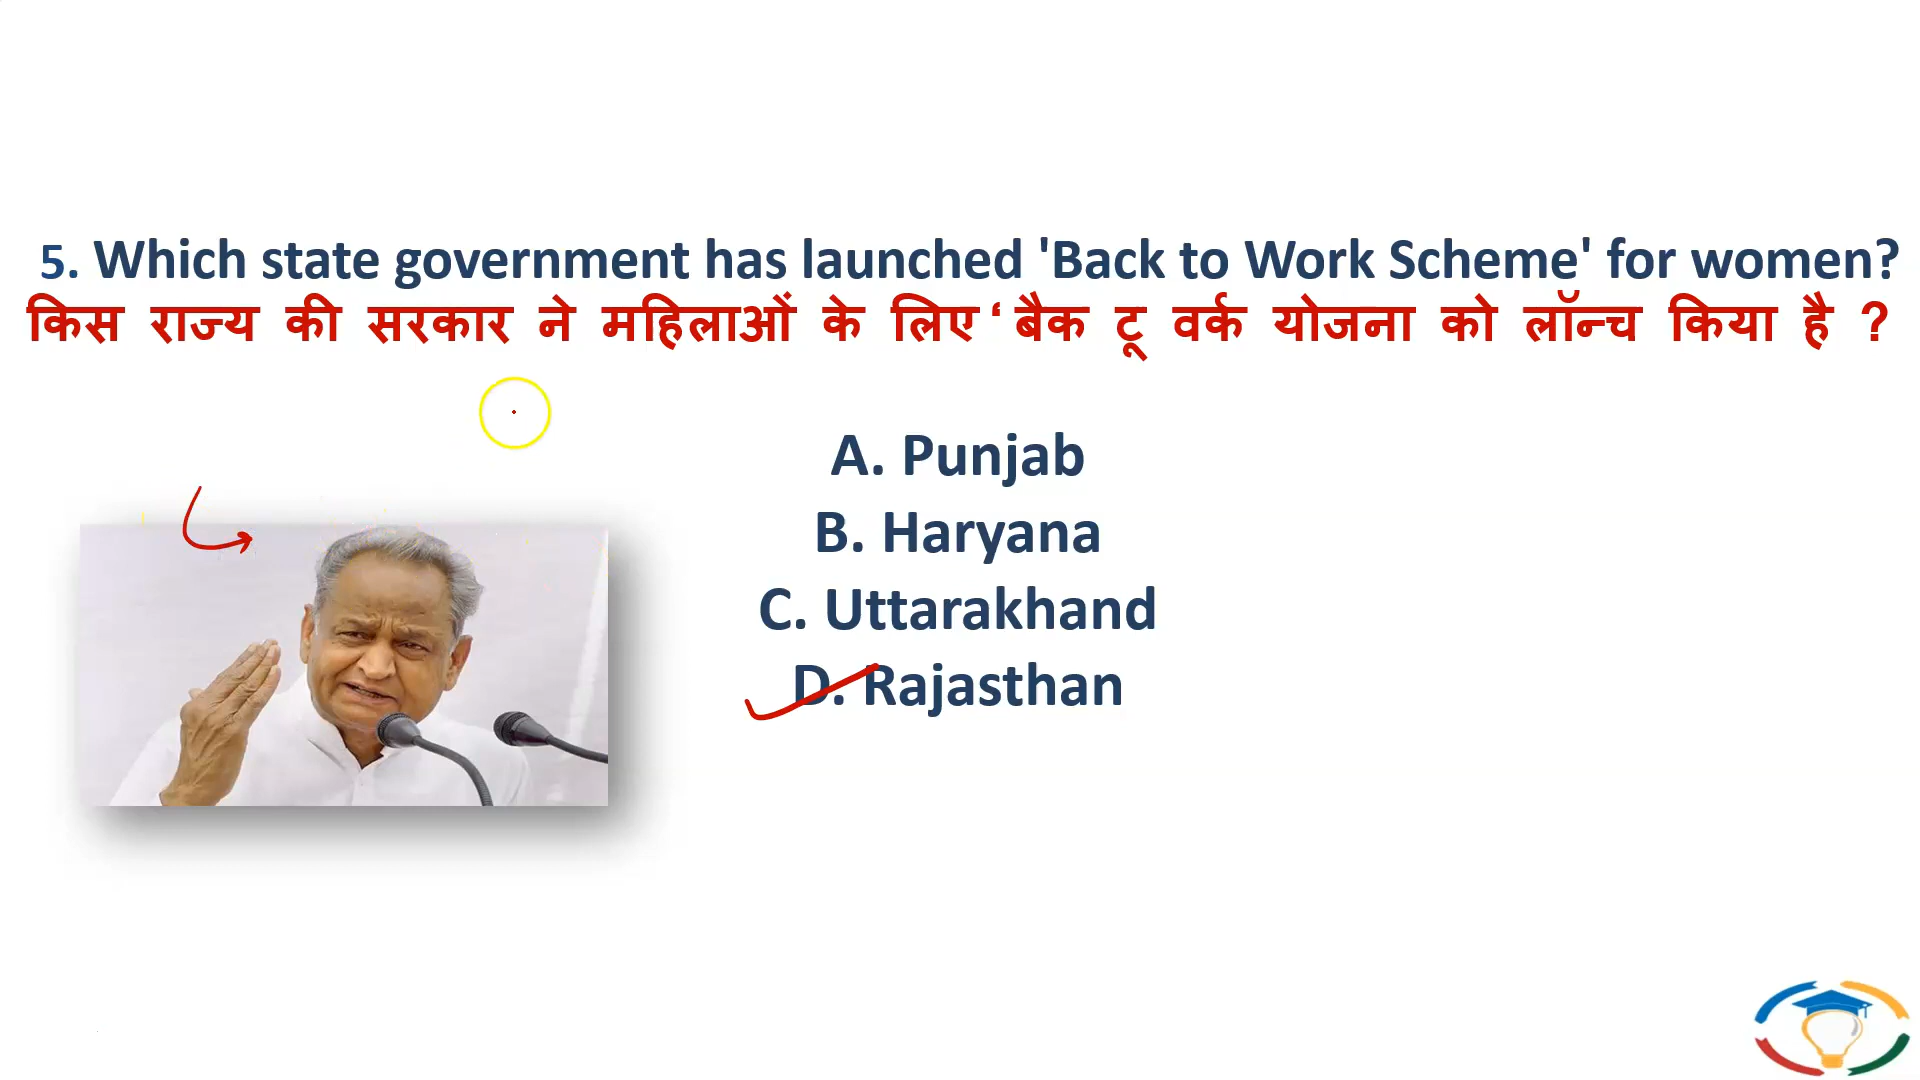 5. Which state government has launched 'Back to Work Scheme' for women?
किस राज्य की सरकार ने महिलाओं के लिए ‘ बैक टू वर्क योजना को लॉन्च किया है ?
A. Punjab
B. Haryana
C. Uttarakhand
D. Rajasthan